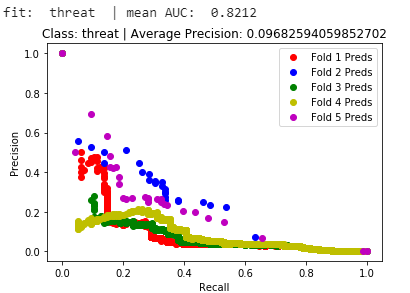 fit:  threat  | mean AUC:  0.8212
Class: threat | Average Precision: 0.09682594059852702
1.0
0.8
0.6
0.4
0.2
0.0
Precision
Fold 1 Preds
Fold 2 Preds
Fold 3 Preds
Fold 4 Preds
Fold 5 Preds
0.0 0.2 0.4 0.6 0.8 1.0
Recall